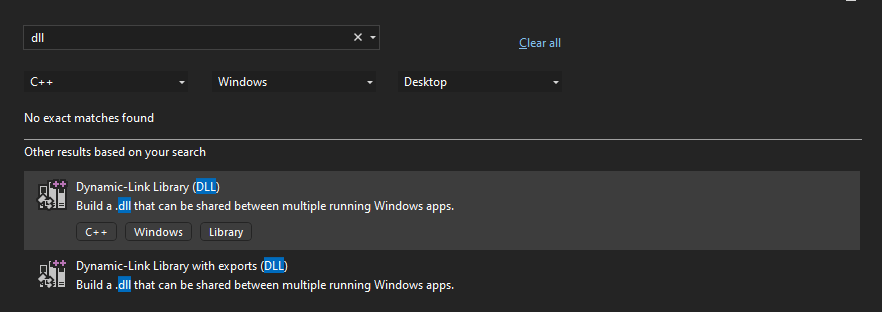 dll
Clear all
C++ Windows Desktop
No exact matches found
Other results based on your search
Dynamic-Link Library (DLL)
Build a .dll that can be shared between multiple running Windows apps.
C++ Windows Library
Dynamic-Link Library with exports (DLL)
Build a .dll that can be shared between multiple running Windows apps.